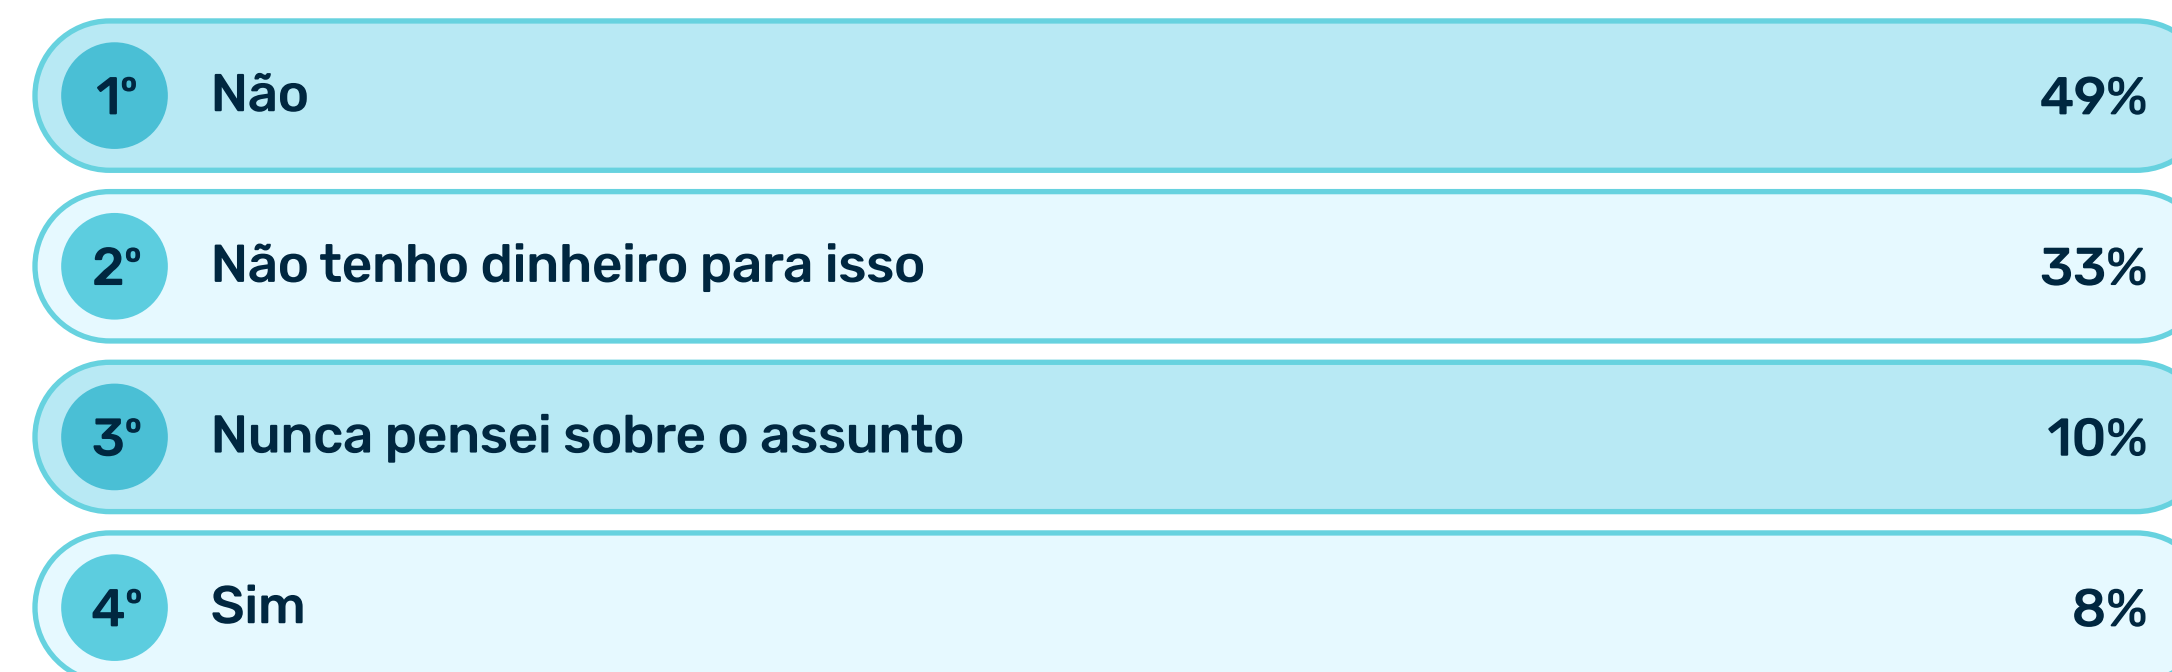 1º Não 49%
2º Não tenho dinheiro para isso 33%
3º Nunca pensei sobre o assunto 10%
4º Sim 8%